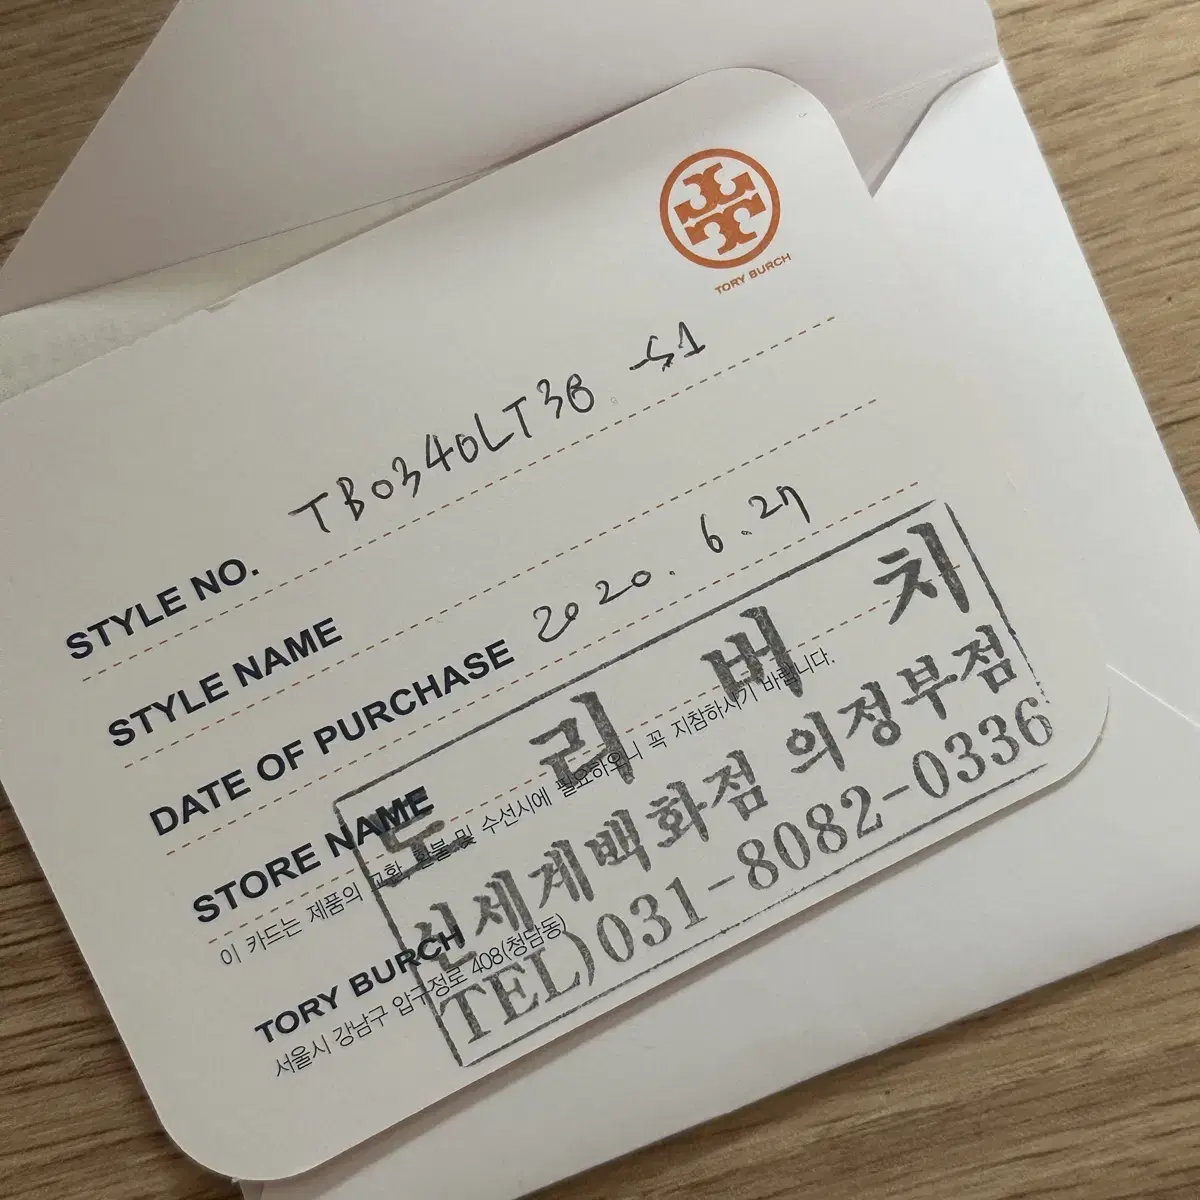 TORY BURCH
STYLE NO. TB0340LT38 -S1
STYLE NAME
DATE OF PURCHASE 2020. 6.27
STORE NAME
토 리 버 치
이 카드는 제품의 교환, 환불 및 수선시에 필요하오니 꼭 지참하시기 바랍니다.
신세계백화점 의정부점
TORY BURCH
TEL)031-8082-0336
서울시 강남구 압구정로 408(청담동)